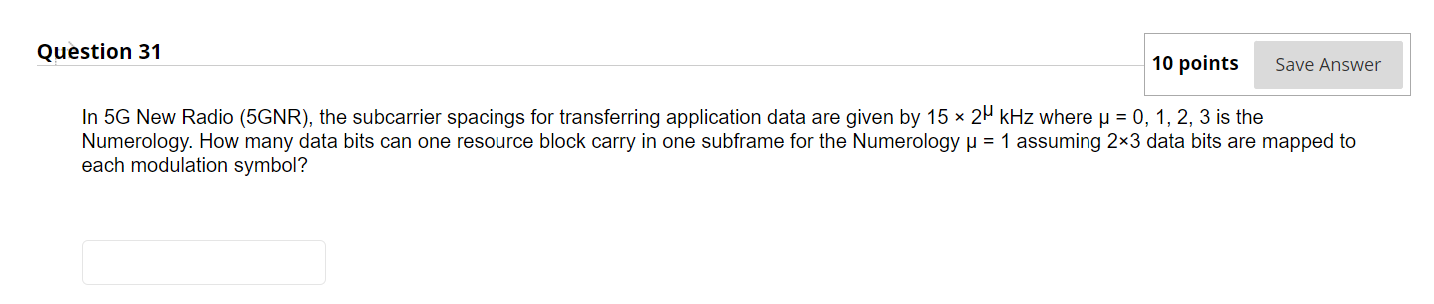 Question 31
10 points
Save Answer
In 5G New Radio (5GNR), the subcarrier spacings for transferring application data are given by 15 × 2^μ kHz where μ = 0, 1, 2, 3 is the
Numerology. How many data bits can one resource block carry in one subframe for the Numerology μ = 1 assuming 2×3 data bits are mapped to
each modulation symbol?